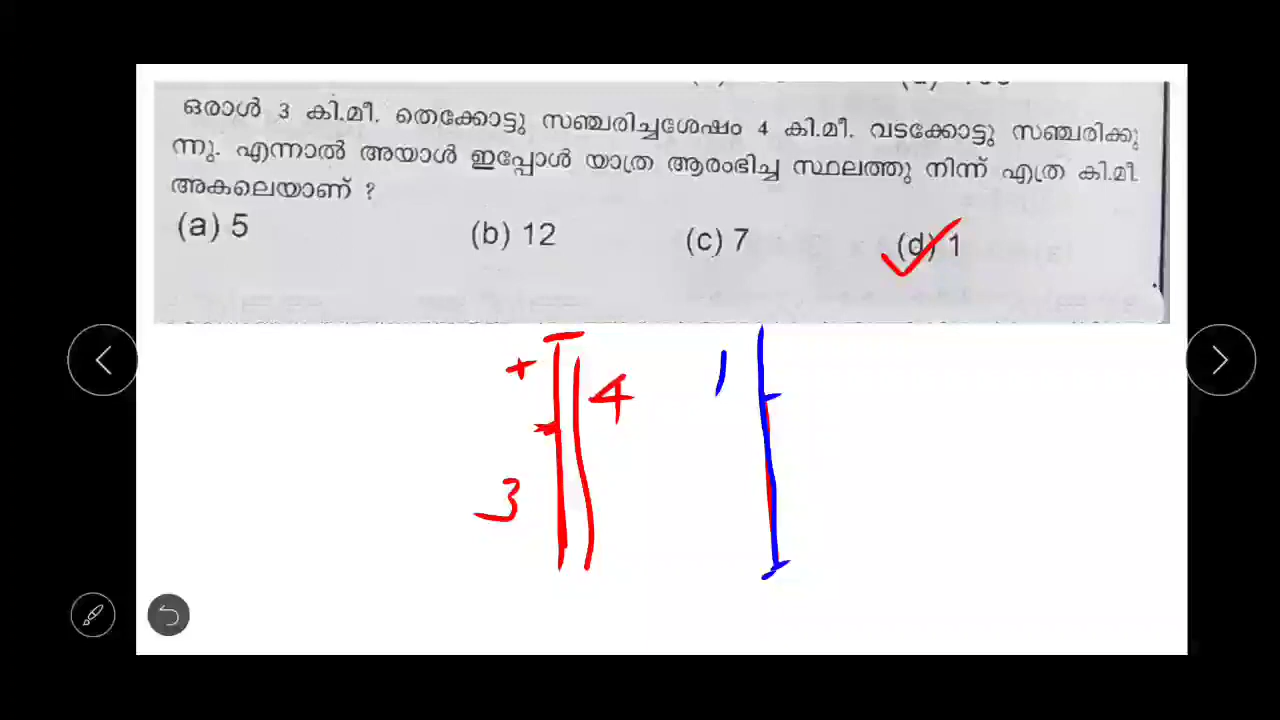 ഒരാൾ 3 കി.മീ. തെക്കോട്ടു സഞ്ചരിച്ചശേഷം 4 കി.മീ. വടക്കോട്ടു സഞ്ചരിക്കു
ന്നു. എന്നാൽ അയാൾ ഇപ്പോൾ യാത്ര ആരംഭിച്ച സ്ഥലത്തു നിന്ന് എത്ര കി.മീ.
അകലെയാണ് ?
(a) 5 (b) 12 (c) 7 (d) 1
4 1
3